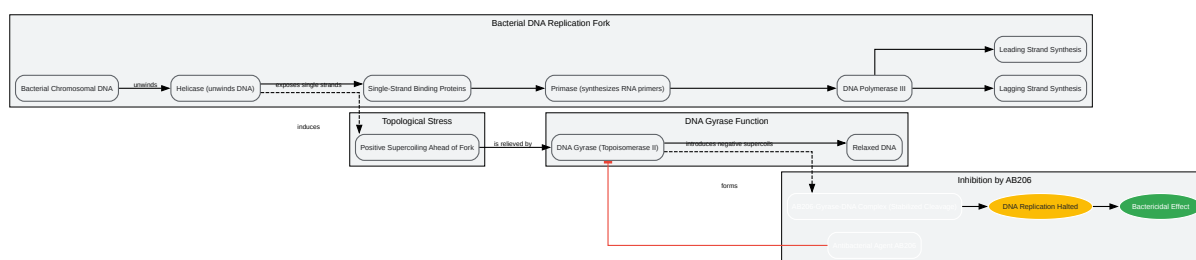 Bacterial DNA Replication Fork
Leading Strand Synthesis
Bacterial Chromosomal DNA
unwinds
Helicase (unwinds DNA)
exposes single strands
Single-Strand Binding Proteins
Primase (synthesizes RNA primers)
DNA Polymerase III
Lagging Strand Synthesis
induces
Topological Stress
Positive Supercoiling Ahead of Fork
is relieved by
DNA Gyrase Function
DNA Gyrase (Topoisomerase II)
introduces negative supercoils
Relaxed DNA
forms
Inhibition by AB206
DNA Replication Halted
Bactericidal Effect